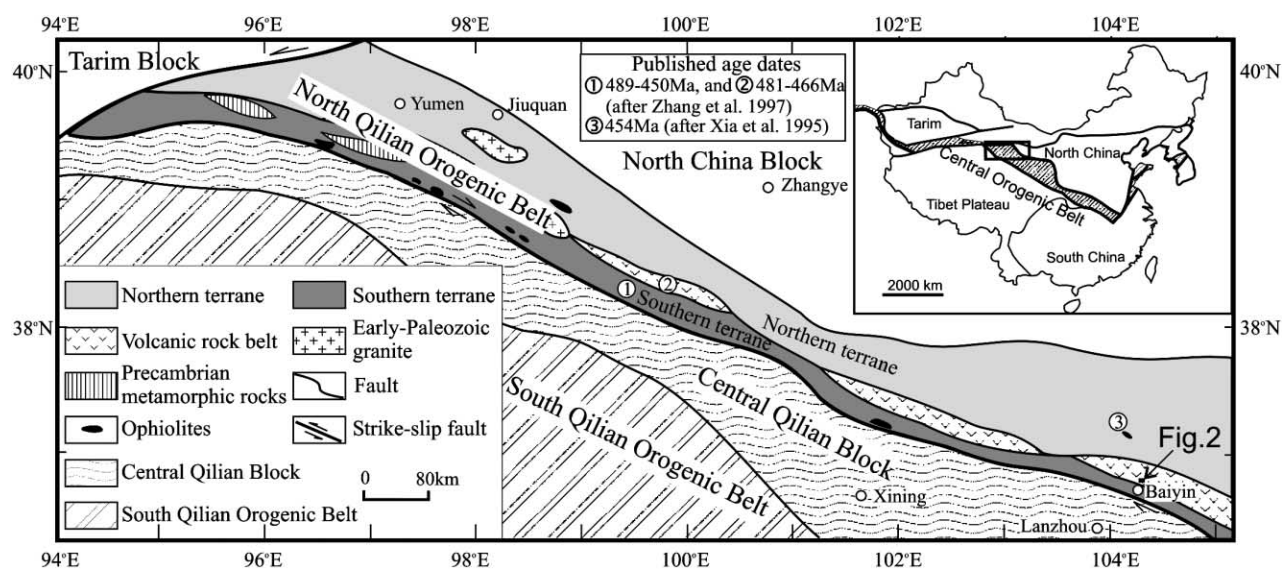 94°E 96°E 98°E 100°E 102°E 104°E
40°N
40°N
Tarim Block
Yumen
Jiuquan
North Qilian Orogenic Belt
Published age dates
① 489-450Ma, and ② 481-466Ma
(after Zhang et al. 1997)
③ 454Ma (after Xia et al. 1995)
North China Block
Zhangye
Tarim
North China
Central Orogenic Belt
Tibet Plateau
South China
2000 km
①
②
Southern terrane
Northern terrane
38°N
38°N
Northern terrane
Southern terrane
Volcanic rock belt
Early-Paleozoic
granite
Precambrian
metamorphic rocks
Fault
Ophiolites
Strike-slip fault
Central Qilian Block
0 80km
South Qilian Orogenic Belt
South Qilian Orogenic Belt
Central Qilian Block
③
Fig.2
Baiyin
Xining
Lanzhou
94°E 96°E 98°E 100°E 102°E 104°E